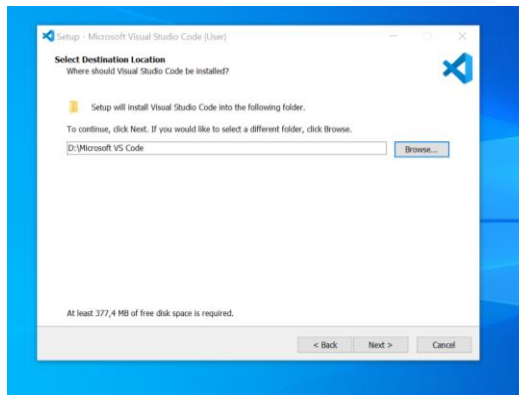 Setup - Microsoft Visual Studio Code (User)
Select Destination Location
Where should Visual Studio Code be installed?
Setup will install Visual Studio Code into the following folder.
To continue, click Next. If you would like to select a different folder, click Browse.
D:\Microsoft VS Code
Browse...
At least 377,4 MB of free disk space is required.
< Back
Next >
Cancel